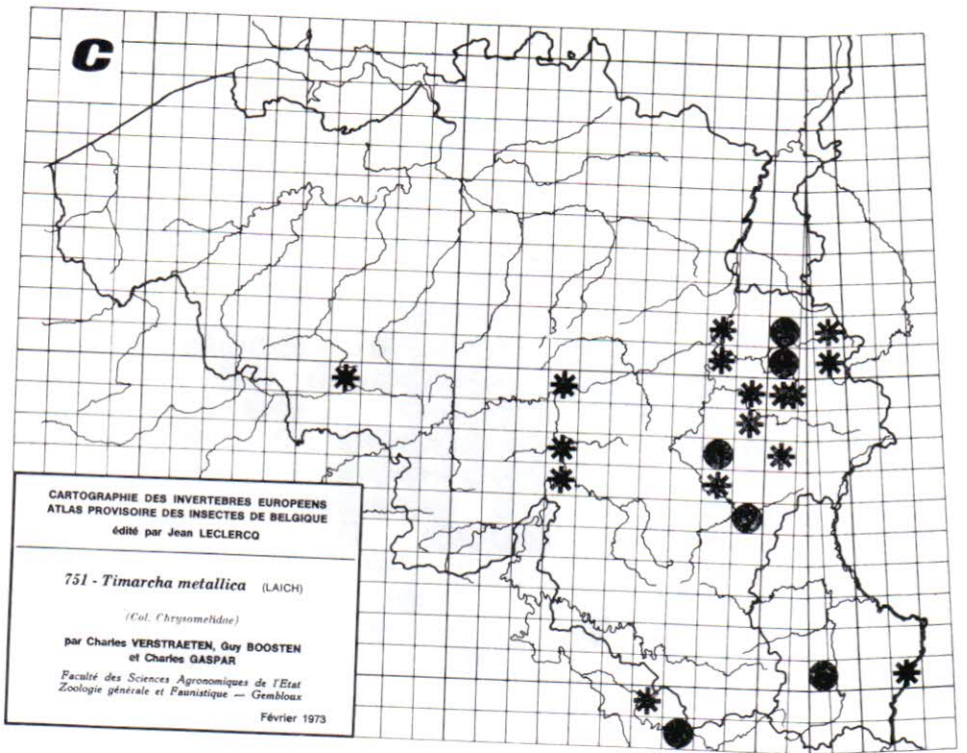 C
CARTOGRAPHIE DES INVERTEBRES EUROPEENS
ATLAS PROVISOIRE DES INSECTES DE BELGIQUE
édité par Jean LECLERCQ
751 - Timarcha metallica (LAICH)
(Col. Chrysomelidae)
par Charles VERSTRAETEN, Guy BOOSTEN
et Charles GASPAR
Faculté des Sciences Agronomiques de l'Etat
Zoologie générale et Faunistique — Gembloux
Février 1973